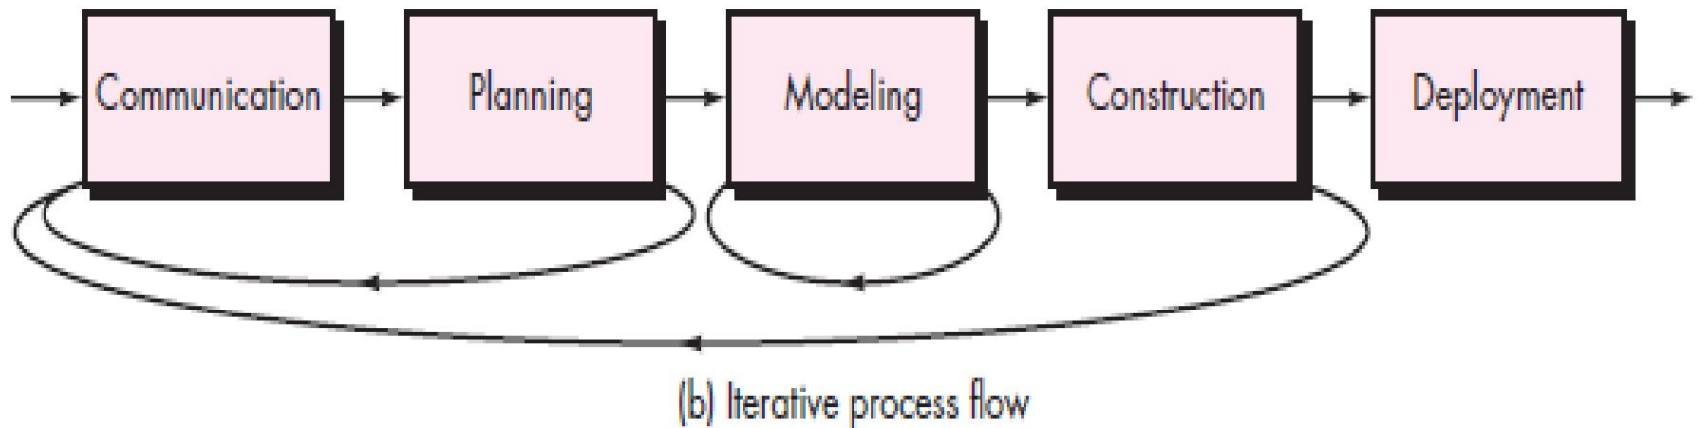 Communication Planning Modeling Construction Deployment
(b) Iterative process flow